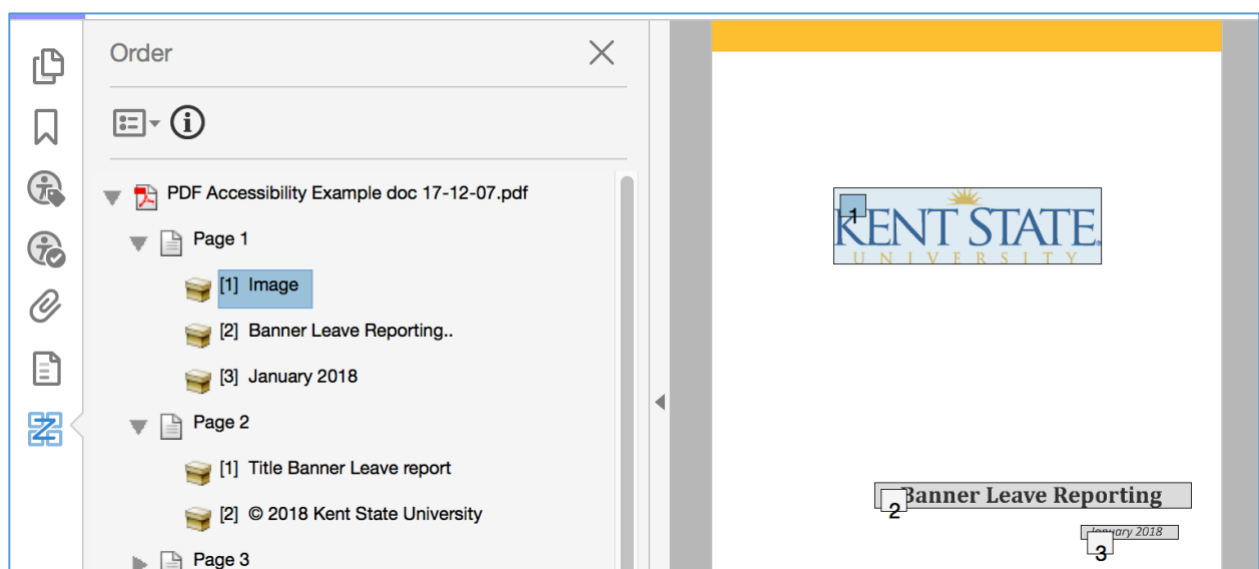 Order
PDF Accessibility Example doc 17-12-07.pdf
Page 1
[1] Image
[2] Banner Leave Reporting..
[3] January 2018
Page 2
[1] Title Banner Leave report
[2] © 2018 Kent State University
Page 3
1
KENT STATE
UNIVERSITY
Banner Leave Reporting
2
January 2018
3